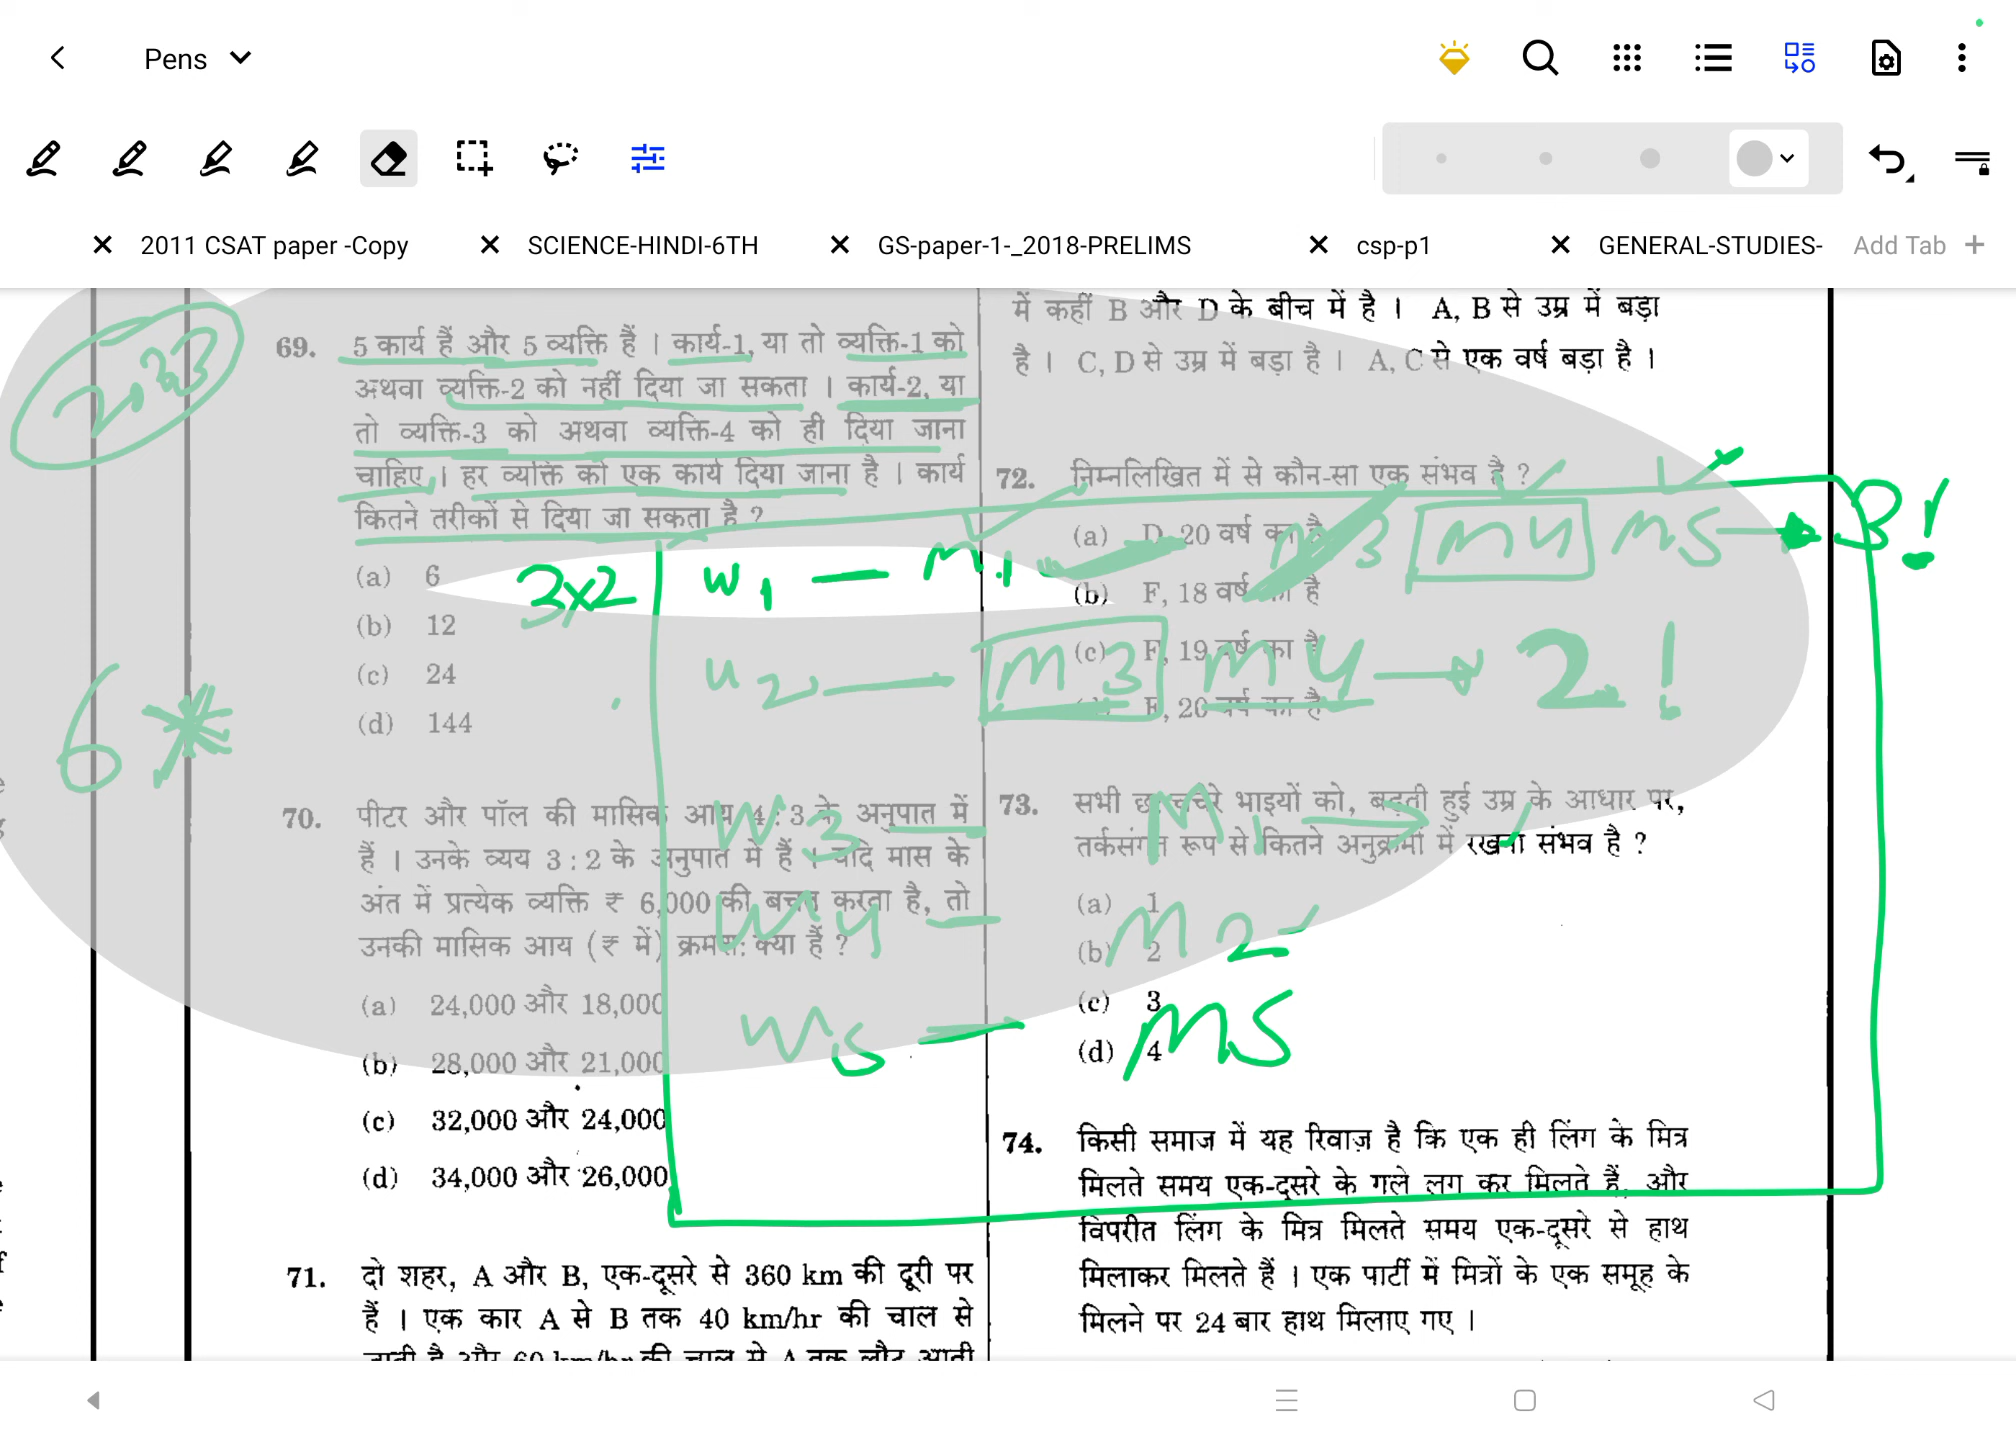 Pens
2011 CSAT paper -Copy
SCIENCE-HINDI-6TH
GS-paper-1-_2018-PRELIMS
csp-p1
GENERAL-STUDIES-
Add Tab +
2023
69. 5 कार्य हैं और 5 व्यक्ति हैं । कार्य-1, या तो व्यक्ति-1 को
अथवा व्यक्ति-2 को नहीं दिया जा सकता । कार्य-2, या
तो व्यक्ति-3 को अथवा व्यक्ति-4 को ही दिया जाना
चाहिए । हर व्यक्ति को एक कार्य दिया जाना है । कार्य
कितने तरीकों से दिया जा सकता है ?
(a) 6
(b) 12
(c) 24
(d) 144
3x2
6
70. पीटर और पॉल की मासिक आय 4 : 3 के अनुपात में
हैं । उनके व्यय 3 : 2 के अनुपात में हैं । यदि मास के
अंत में प्रत्येक व्यक्ति ₹ 6,000 की बचत करता है, तो
उनकी मासिक आय (₹ में) क्रमशः क्या हैं ?
(a) 24,000 और 18,000
(b) 28,000 और 21,000
(c) 32,000 और 24,000
(d) 34,000 और 26,000
71. दो शहर, A और B, एक-दूसरे से 360 km की दूरी पर
हैं । एक कार A से B तक 40 km/hr की चाल से
जाती है और 60 km/hr की चाल से A तक लौट आती
में कहीं B और D के बीच में है । A, B से उम्र में बड़ा
है । C, D से उम्र में बड़ा है । A, C से एक वर्ष बड़ा है ।
72. निम्नलिखित में से कौन-सा एक संभव है ?
(a) D, 20 वर्ष का है
(b) F, 18 वर्ष का है
(c) F, 19 वर्ष का है
(d) F, 20 वर्ष का है
73. सभी छः चचेरे भाइयों को, बढ़ती हुई उम्र के आधार पर,
तर्कसंगत रूप से कितने अनुक्रमों में रखना संभव है ?
(a) 1
(b) 2
(c) 3
(d) 4
74. किसी समाज में यह रिवाज़ है कि एक ही लिंग के मित्र
मिलते समय एक-दूसरे के गले लग कर मिलते हैं, और
विपरीत लिंग के मित्र मिलते समय एक-दूसरे से हाथ
मिलाकर मिलते हैं । एक पार्टी में मित्रों के एक समूह के
मिलने पर 24 बार हाथ मिलाए गए ।
W1 — M1 M3 M4 M5
M3 M4 → 2!
W3 M1
W4 — M2
W5 — M5